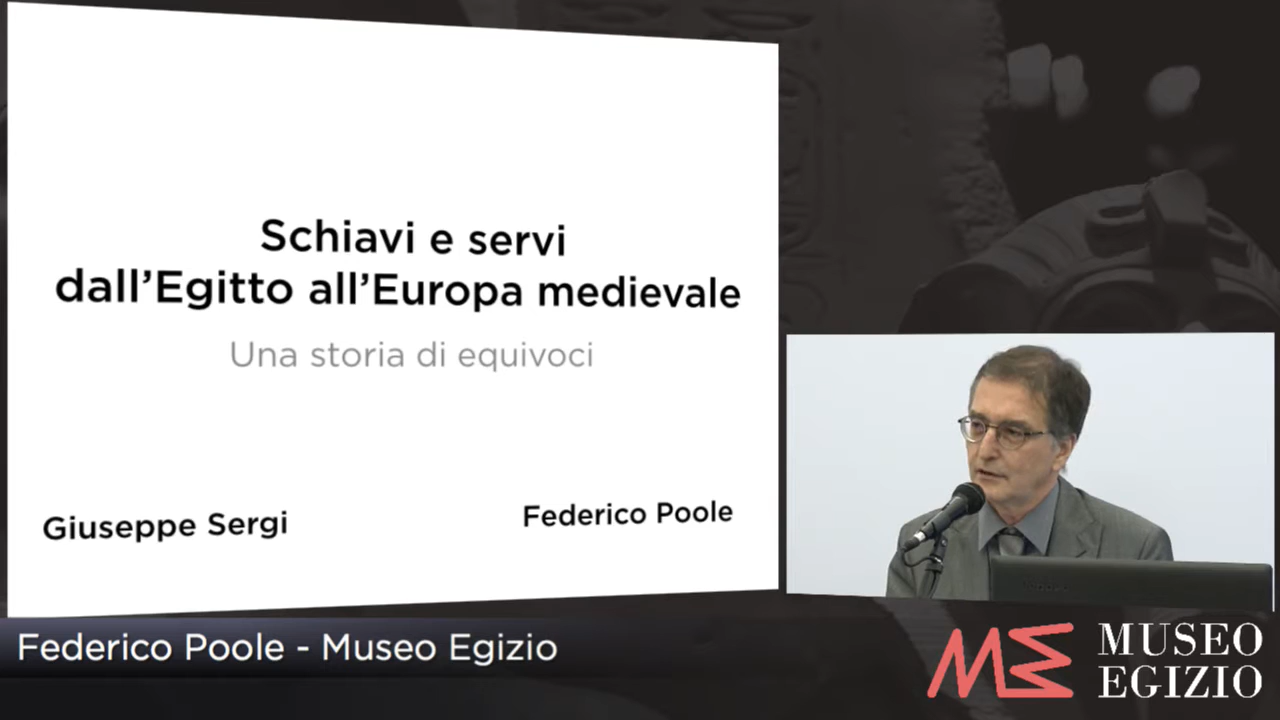 Schiavi e servi
dall'Egitto all'Europa medievale
Una storia di equivoci
Giuseppe Sergi
Federico Poole
Federico Poole - Museo Egizio
MUSEO
EGIZIO